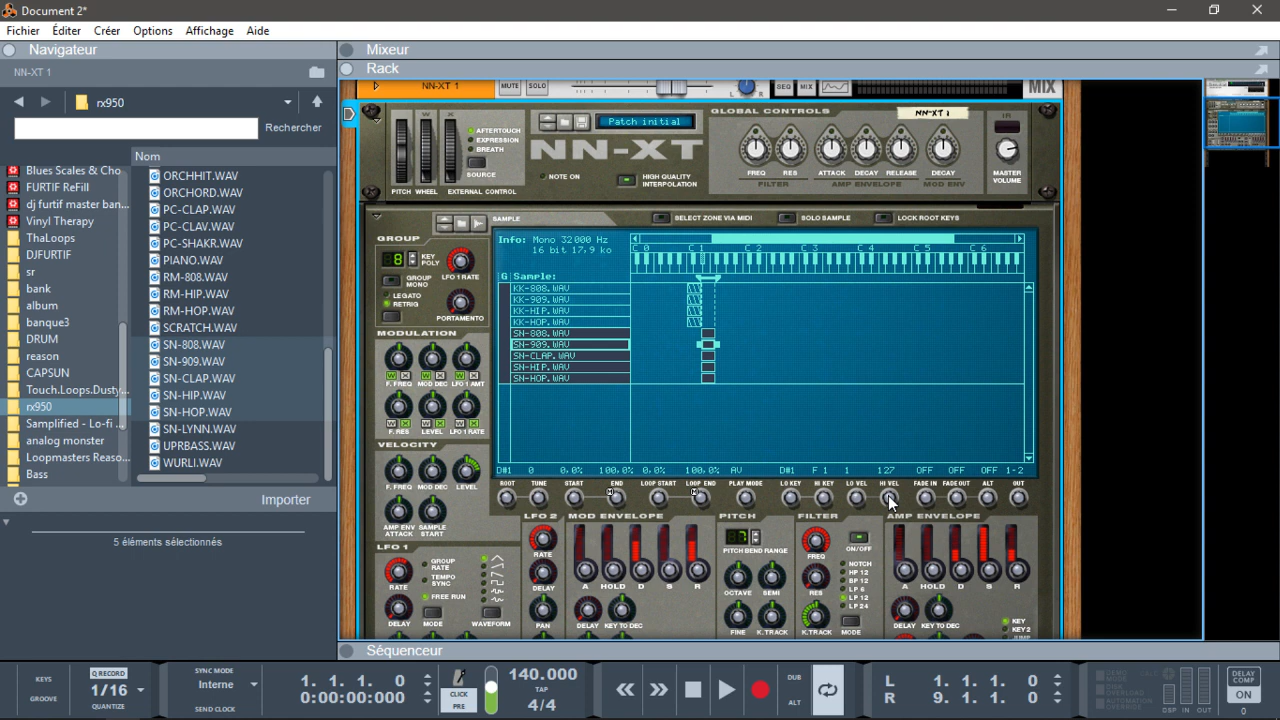 Document 2*
Fichier Éditer Créer Options Affichage Aide
Navigateur
NN-XT 1
rx950
Rechercher
Nom
Blues Scales & Cho
FURTIF ReFill
dj furtif master ban...
Vinyl Therapy
ThaLoops
DJFURTIF
sr
bank
album
banque3
DRUM
reason
CAPSUN
Touch.Loops.Dusty...
rx950
Samplified - Lo-fi ...
analog monster
Loopmasters Reaso...
Bass
ORCHHIT.WAV
ORCHORD.WAV
PC-CLAP.WAV
PC-CLAV.WAV
PC-SHAKR.WAV
PIANO.WAV
RM-808.WAV
RM-HIP.WAV
RM-HOP.WAV
SCRATCH.WAV
SN-808.WAV
SN-909.WAV
SN-CLAP.WAV
SN-HIP.WAV
SN-HOP.WAV
SN-LYNN.WAV
UPRBASS.WAV
WURLI.WAV
Importer
5 éléments sélectionnés
Mixeur
Rack
NN-XT 1 MUTE SOLO L R SEQ MIX MIX
GLOBAL CONTROLS NN-XT 1
W X
AFTERTOUCH
EXPRESSION
BREATH
SOURCE
PITCH WHEEL EXTERNAL CONTROL
Patch initial
NN-XT
NOTE ON
HIGH QUALITY
INTERPOLATION
FREQ RES ATTACK DECAY RELEASE DECAY
FILTER AMP ENVELOPE MOD ENV
MASTER
VOLUME
SAMPLE SELECT ZONE VIA MIDI SOLO SAMPLE LOCK ROOT KEYS
GROUP
8 KEY
POLY
LFO 1 RATE
GROUP
MONO
LEGATO
RETRIG
PORTAMENTO
Info: Mono 32000 Hz
16 bit 17,9 ko
C 0 C 1 C 2 C 3 C 4 C 5 C 6
G Sample:
KK-808.WAV
KK-909.WAV
KK-HIP.WAV
KK-HOP.WAV
SN-808.WAV
SN-909.WAV
SN-CLAP.WAV
SN-HIP.WAV
SN-HOP.WAV
MODULATION
W X W X W X
F. FREQ MOD DEC LFO 1 AMT
W X W X W X
F. RES LEVEL LFO 1 RATE
VELOCITY
F. FREQ MOD DEC LEVEL
AMP ENV
ATTACK
SAMPLE
START
D#1 0 0,0% 100,0% 0,0% 100,0% AV D#1 F 1 1 127 OFF OFF OFF 1-2
ROOT TUNE START END LOOP START LOOP END PLAY MODE LO KEY HI KEY LO VEL HI VEL FADE IN FADE OUT ALT OUT
LFO 1
RATE
GROUP
RATE
TEMPO
SYNC
FREE RUN
DELAY MODE WAVEFORM
LFO 2
RATE
DELAY
PAN
MOD ENVELOPE
A HOLD D S R
DELAY KEY TO DEC
PITCH
7
PITCH BEND RANGE
OCTAVE SEMI
FINE K.TRACK
FILTER
FREQ ON/OFF
NOTCH
HP 12
BP 12
LP 6
LP 12
LP 24
RES
K.TRACK MODE
AMP ENVELOPE
A HOLD D S R
DELAY KEY TO DEC
KEY
KEY 2
JUMP
Séquenceur
KEYS
GROOVE
Q RECORD
1/16
QUANTIZE
SYNC MODE
Interne
SEND CLOCK
1. 1. 1. 0
0:00:00:000
CLICK
PRE
140.000
TAP
4/4
DUB
ALT
L 1. 1. 1. 0
R 9. 1. 1. 0
DSP IN OUT
DELAY
COMP
ON
0